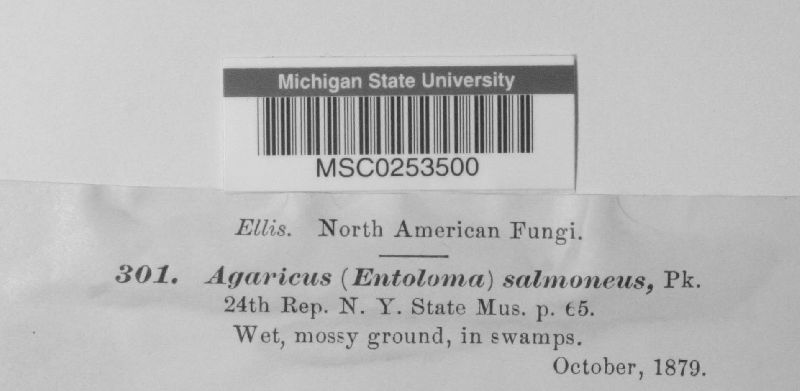 Michigan State University
MSC0253500
Ellis. North American Fungi.
301. Agaricus (Entoloma) salmoneus, Pk.
24th Rep. N. Y. State Mus. p. 65.
Wet, mossy ground, in swamps.
October, 1879.